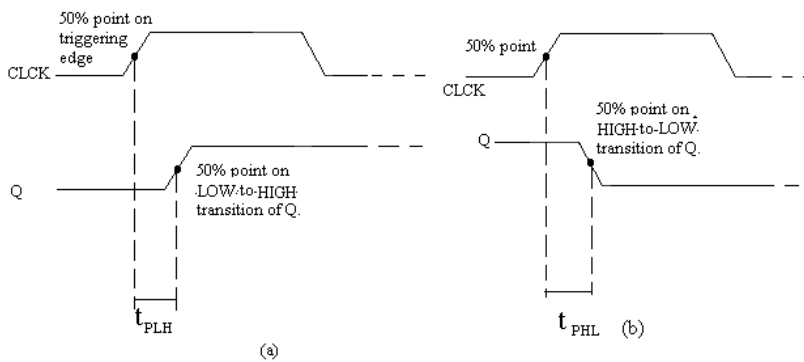 50% point on
triggering
edge
CLCK
Q
50% point on
LOW-to-HIGH
transition of Q.
t PLH
(a)
50% point
CLCK
50% point on
HIGH-to-LOW
transition of Q.
Q
t PHL
(b)